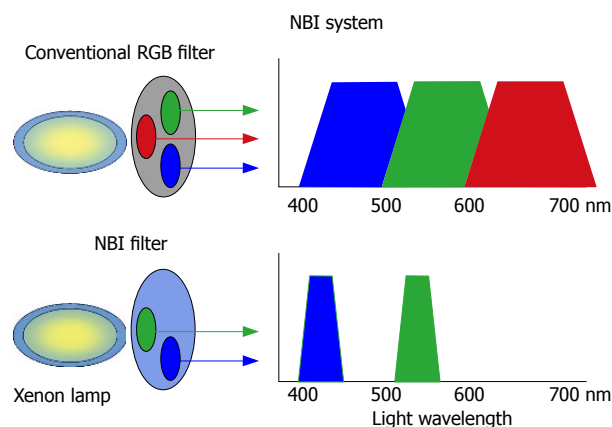 NBI system
Conventional RGB filter
400 500 600 700 nm
NBI filter
400 500 600 700 nm
Xenon lamp
Light wavelength